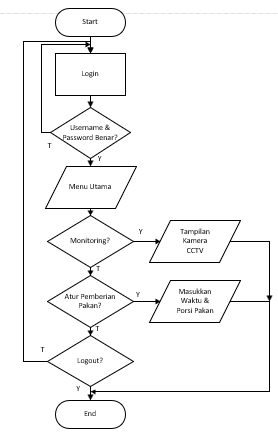 Start
Login
Username &
Password Benar?
T
Y
Menu Utama
Monitoring?
Y
Tampilan
Kamera
CCTV
T
Atur Pemberian
Pakan?
Y
Masukkan
Waktu &
Porsi Pakan
T
Logout?
T
Y
End